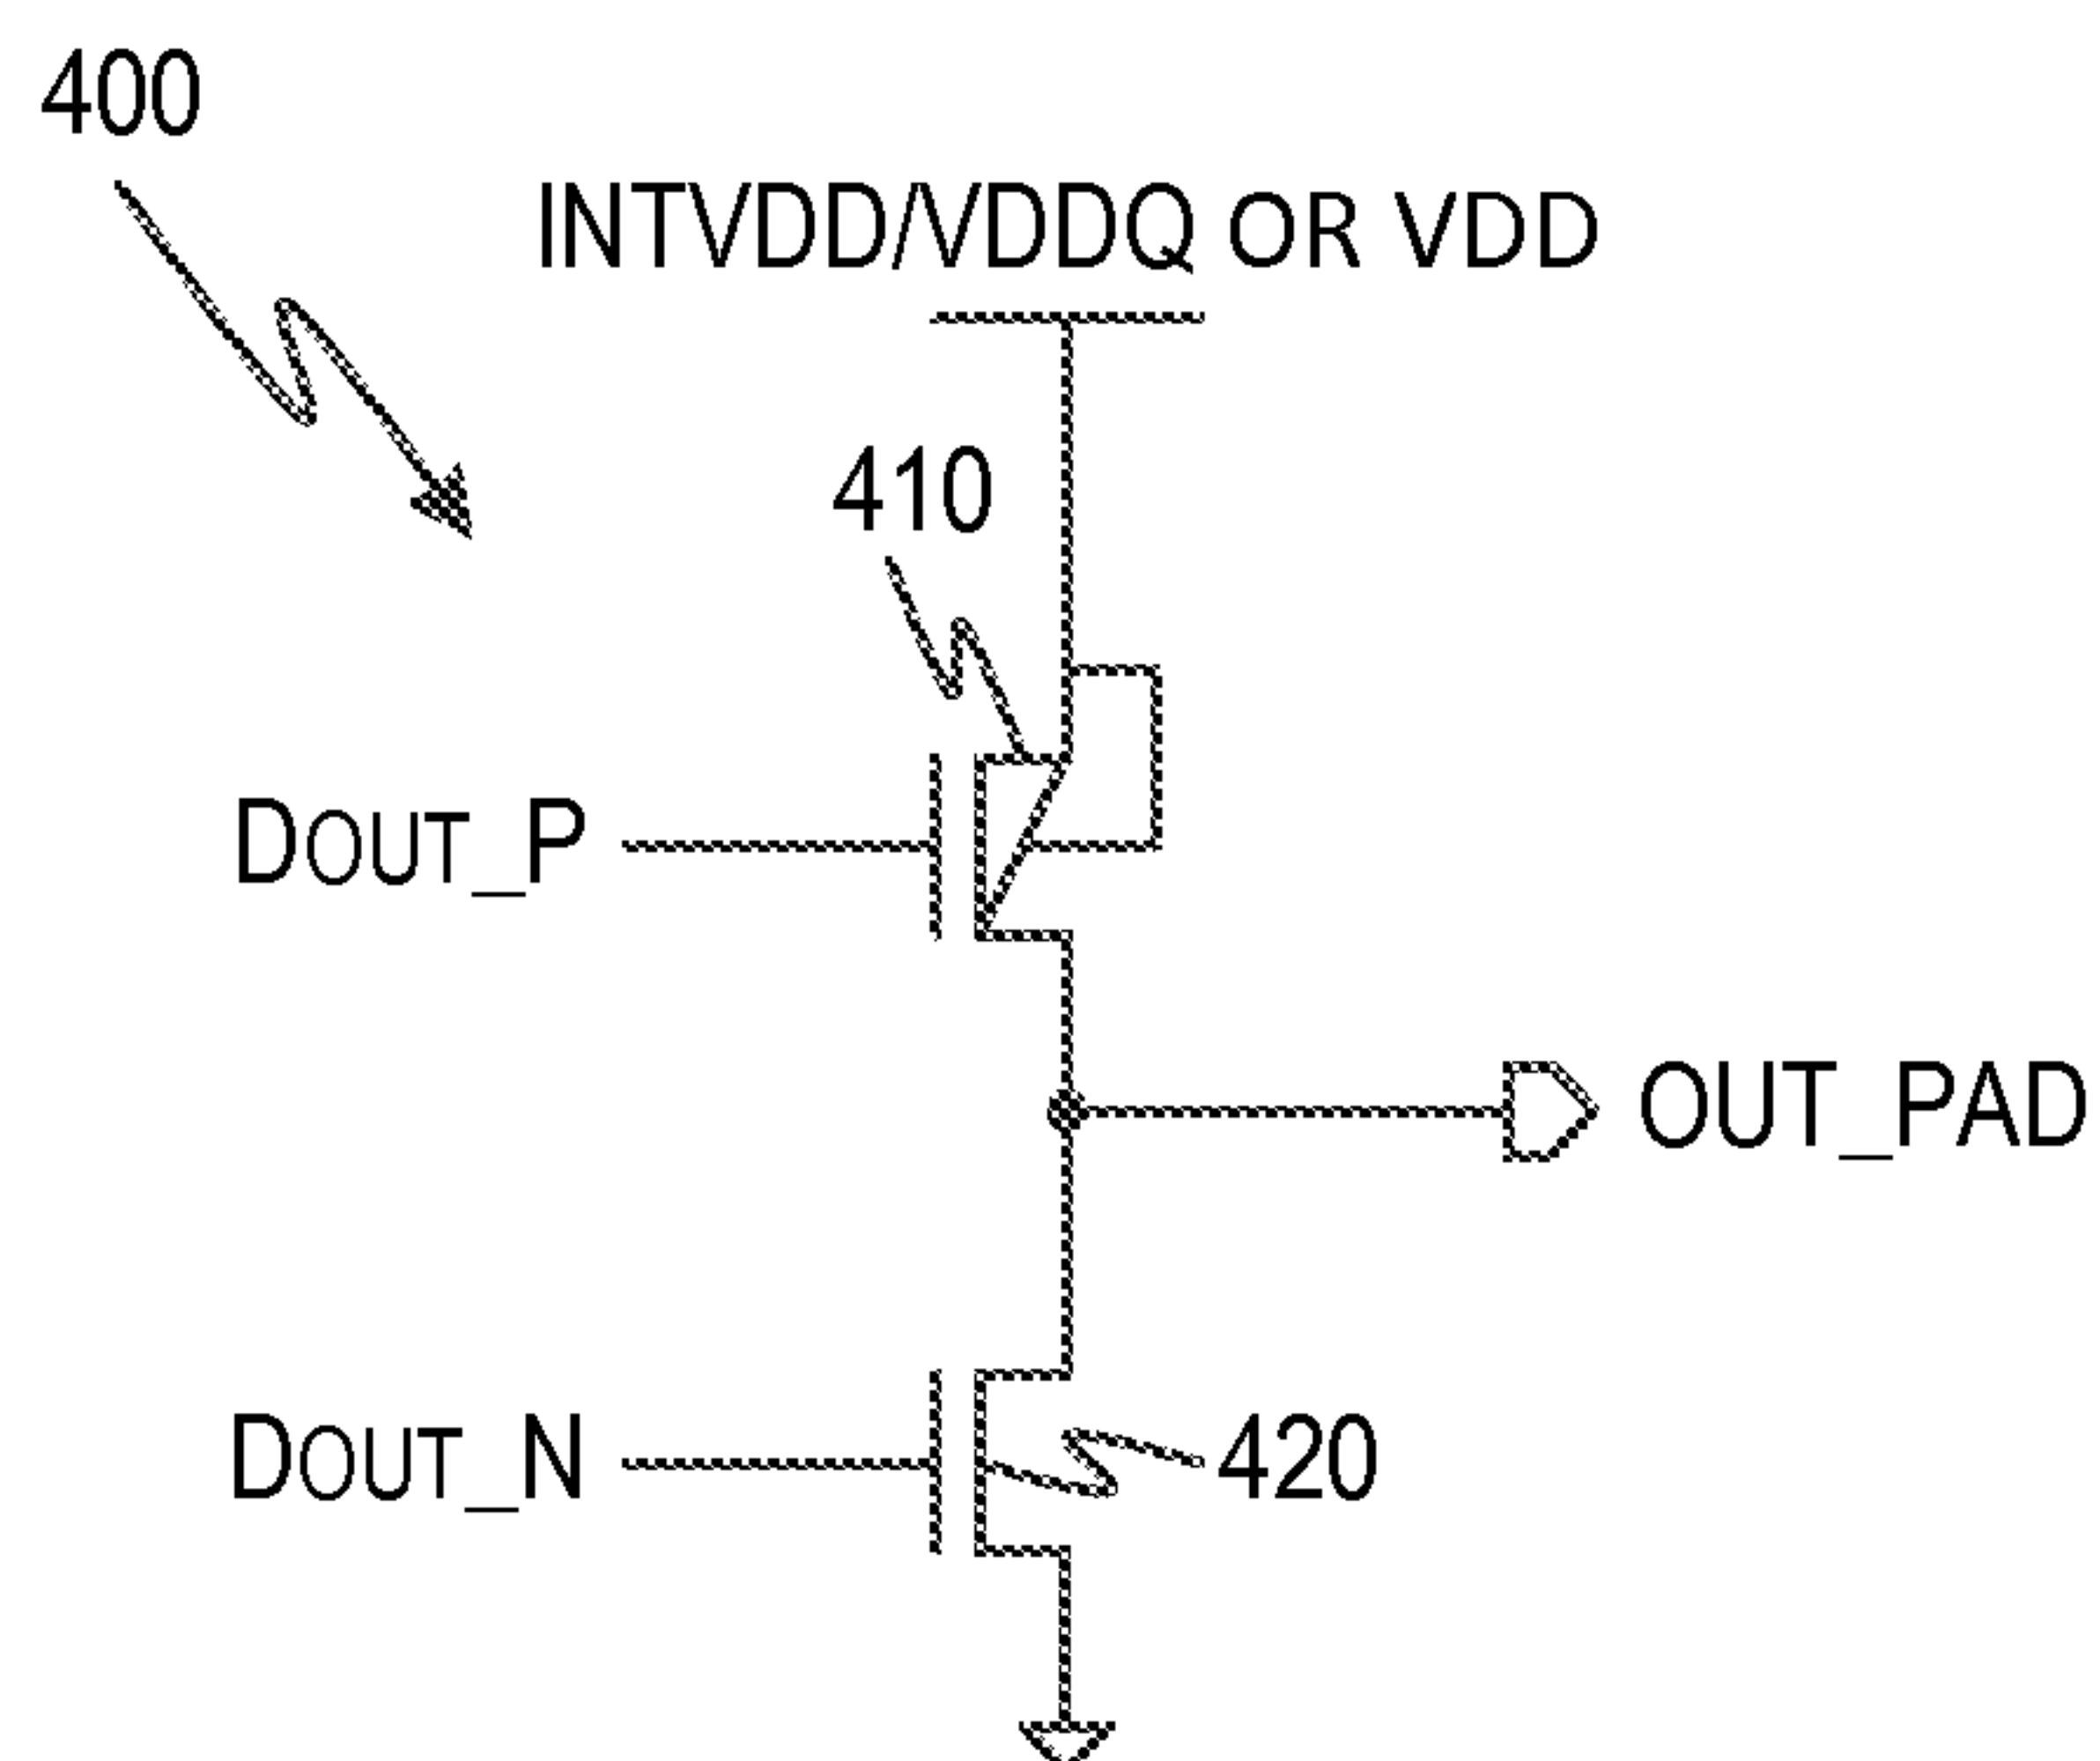 400
INTVDD/VDDQ OR VDD
410
DOUT_P
OUT_PAD
DOUT_N
420